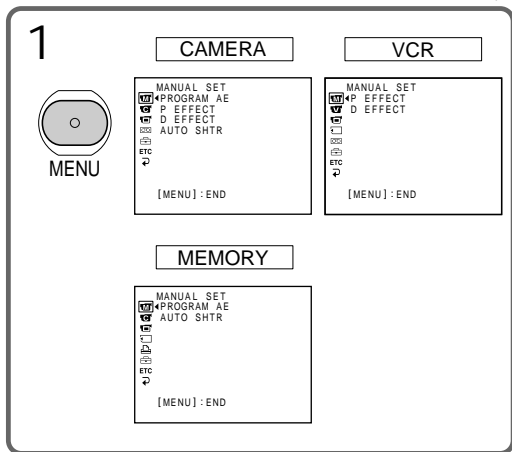 1
CAMERA
VCR
MENU
MANUAL SET
PROGRAM AE
P EFFECT
D EFFECT
AUTO SHTR
ETC
[MENU] : END
MANUAL SET
P EFFECT
D EFFECT
ETC
[MENU] : END
MEMORY
MANUAL SET
PROGRAM AE
AUTO SHTR
ETC
[MENU] : END